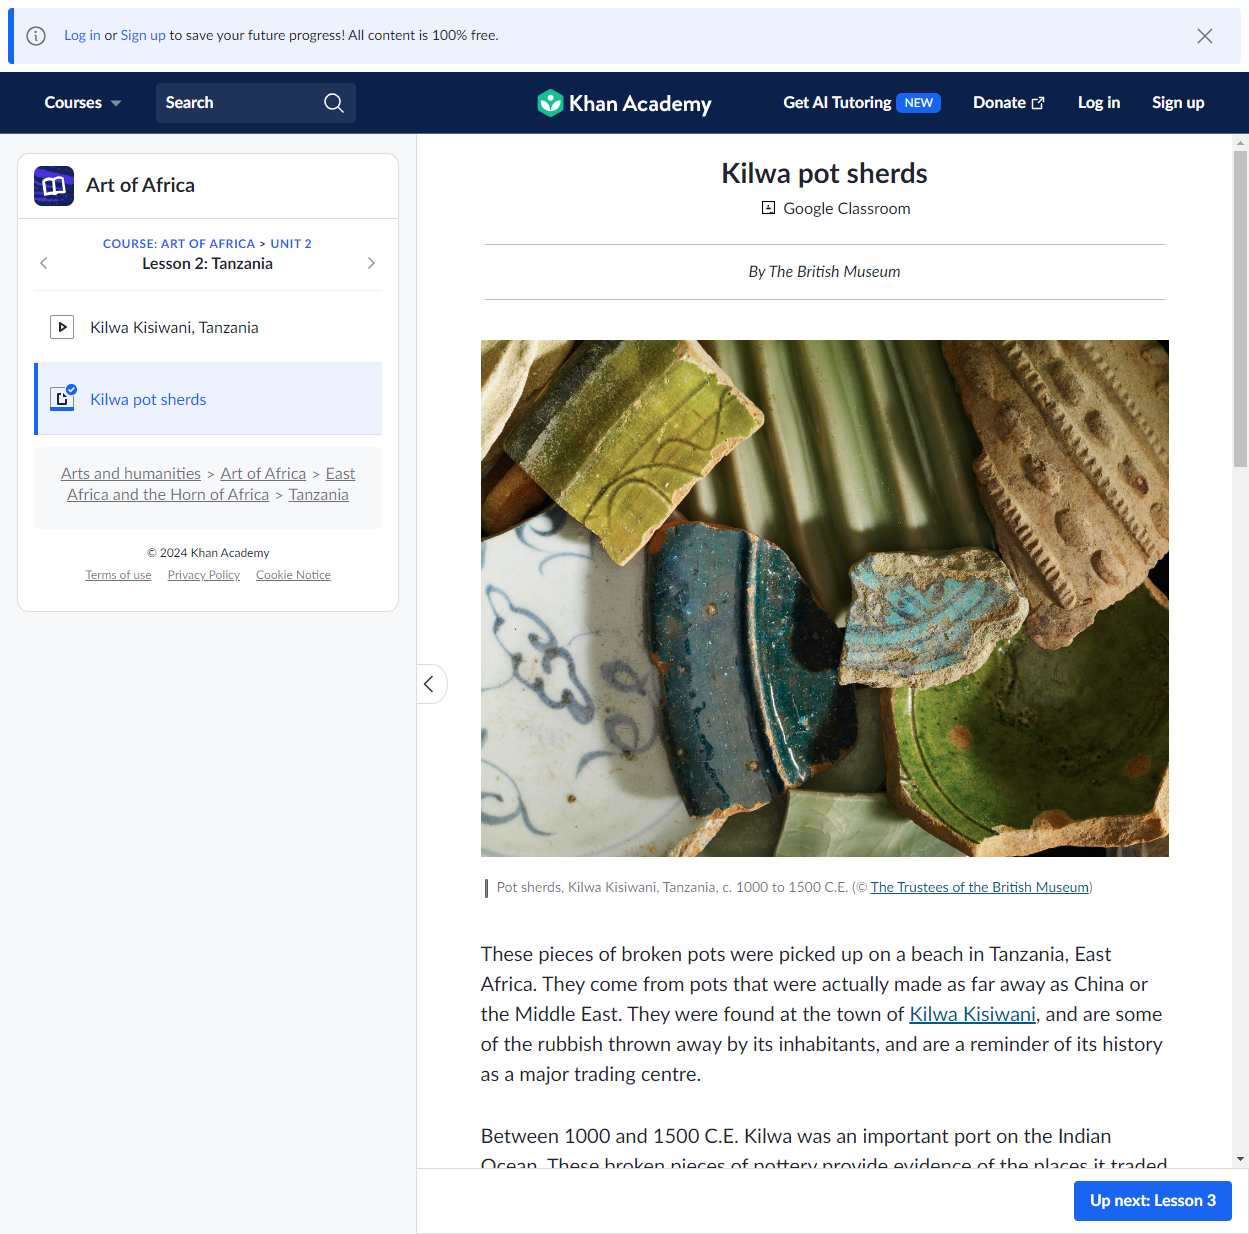 Log in or Sign up to save your future progress! All content is 100% free.
Courses
Search
Khan Academy
Get AI Tutoring NEW
Donate
Log in
Sign up
Art of Africa
COURSE: ART OF AFRICA > UNIT 2
Lesson 2: Tanzania
Kilwa Kisiwani, Tanzania
Kilwa pot sherds
Arts and humanities > Art of Africa > East
Africa and the Horn of Africa > Tanzania
© 2024 Khan Academy
Terms of use Privacy Policy Cookie Notice
Kilwa pot sherds
Google Classroom
By The British Museum
Pot sherds, Kilwa Kisiwani, Tanzania, c. 1000 to 1500 C.E. (© The Trustees of the British Museum)
These pieces of broken pots were picked up on a beach in Tanzania, East
Africa. They come from pots that were actually made as far away as China or
the Middle East. They were found at the town of Kilwa Kisiwani, and are some
of the rubbish thrown away by its inhabitants, and are a reminder of its history
as a major trading centre.
Between 1000 and 1500 C.E. Kilwa was an important port on the Indian
Ocean. These broken pieces of pottery provide evidence of the places it traded
Up next: Lesson 3